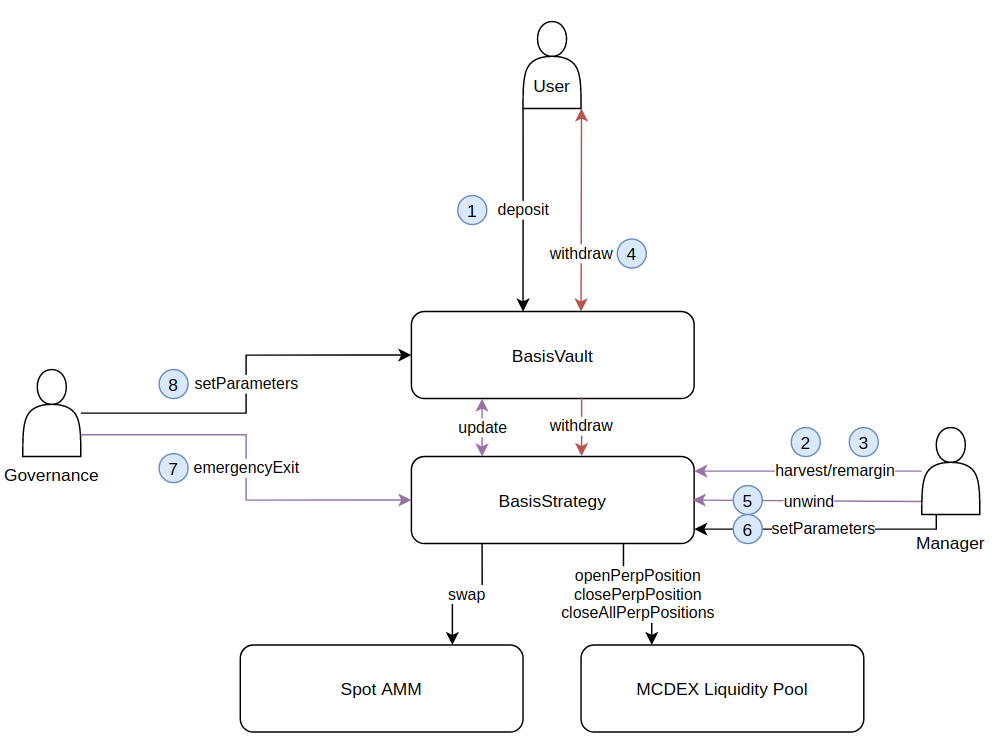 User
1 deposit
withdraw 4
BasisVault
8 setParameters
update
withdraw
Governance
7 emergencyExit
2 3
harvest/remargin
BasisStrategy
5 unwind
6 setParameters
Manager
openPerpPosition
swap
closePerpPosition
closeAllPerpPositions
Spot AMM
MCDEX Liquidity Pool